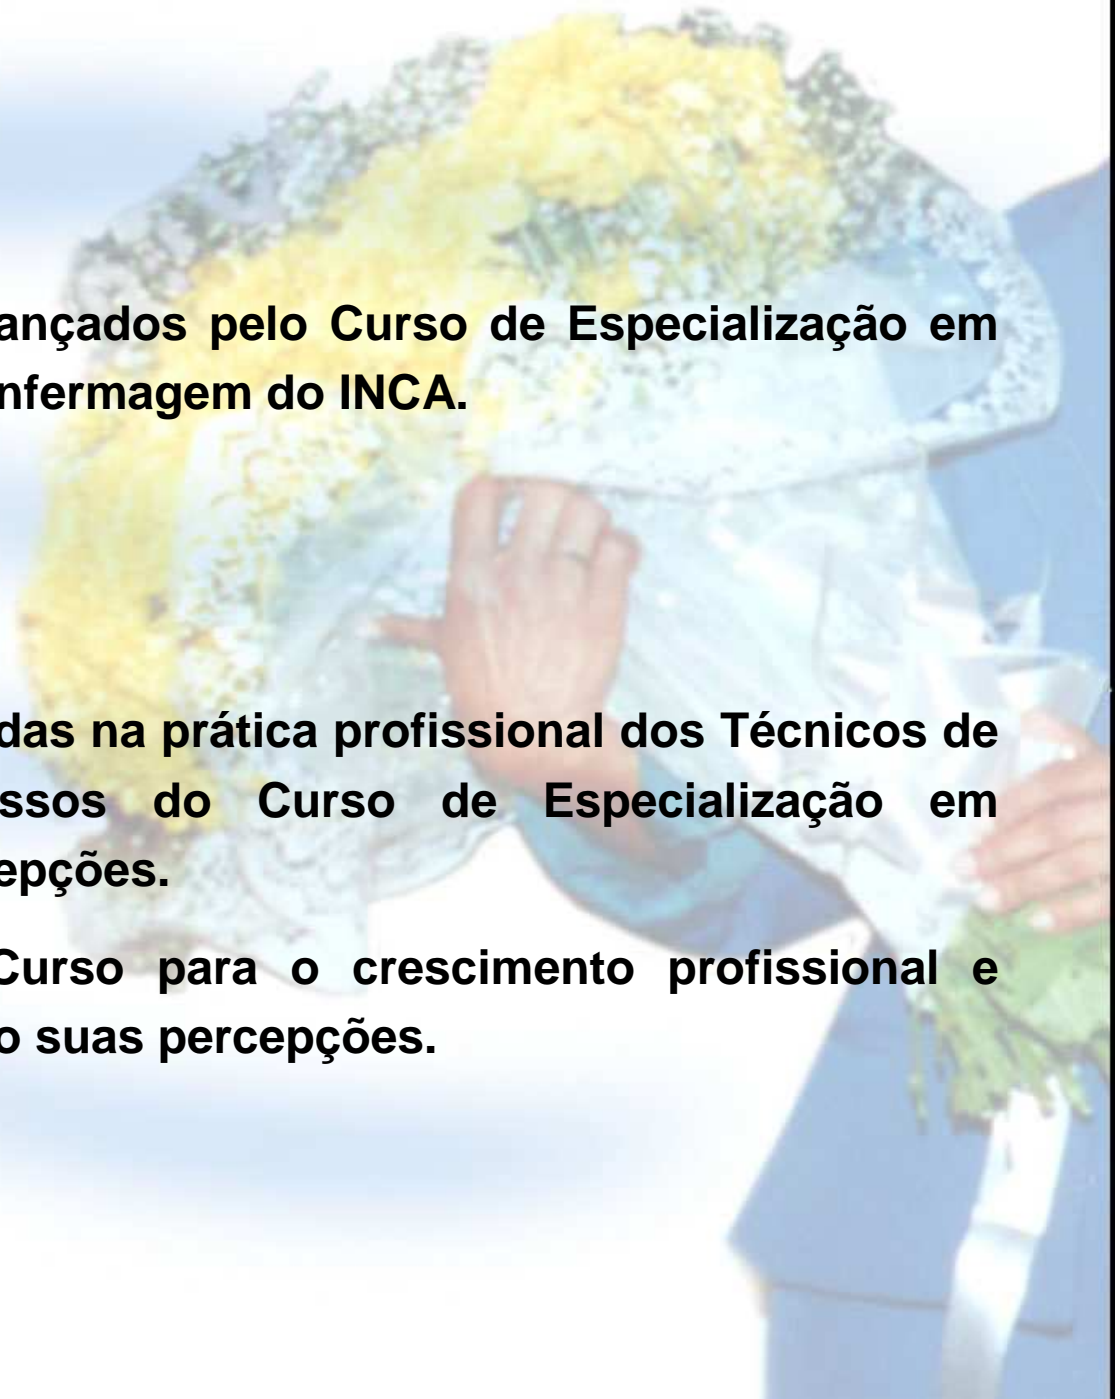 ançados pelo Curso de Especialização em
nfermagem do INCA.
das na prática profissional dos Técnicos de
ssos do Curso de Especialização em
epções.
Curso para o crescimento profissional e
o suas percepções.